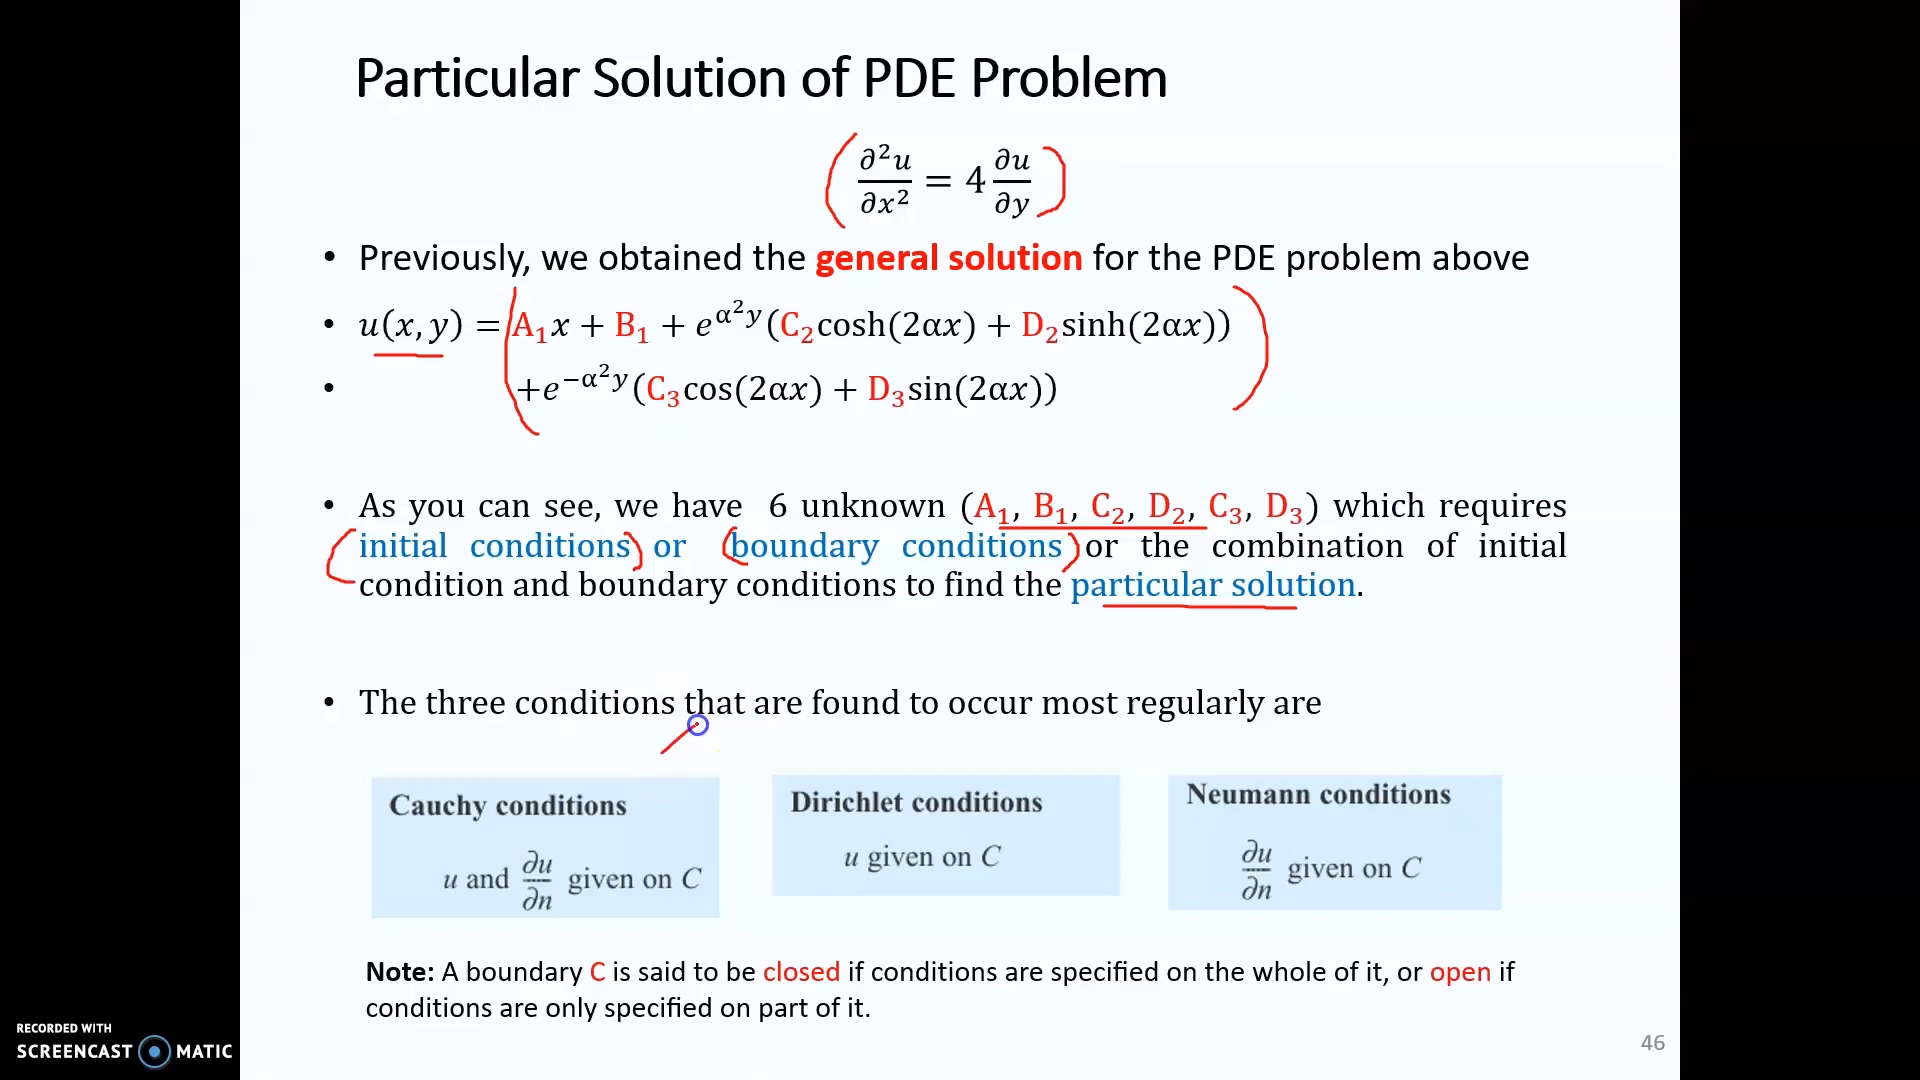 Particular Solution of PDE Problem
∂²u/∂x² = 4 ∂u/∂y
• Previously, we obtained the general solution for the PDE problem above
• u(x, y) = A₁x + B₁ + e^{α²y}(C₂cosh(2αx) + D₂sinh(2αx))
• +e^{−α²y}(C₃cos(2αx) + D₃sin(2αx))
• As you can see, we have 6 unknown (A₁, B₁, C₂, D₂, C₃, D₃) which requires
initial conditions or boundary conditions or the combination of initial
condition and boundary conditions to find the particular solution.
• The three conditions that are found to occur most regularly are
Cauchy conditions
u and ∂u/∂n given on C
Dirichlet conditions
u given on C
Neumann conditions
∂u/∂n given on C
Note: A boundary C is said to be closed if conditions are specified on the whole of it, or open if
conditions are only specified on part of it.
RECORDED WITH
SCREENCAST MATIC
46